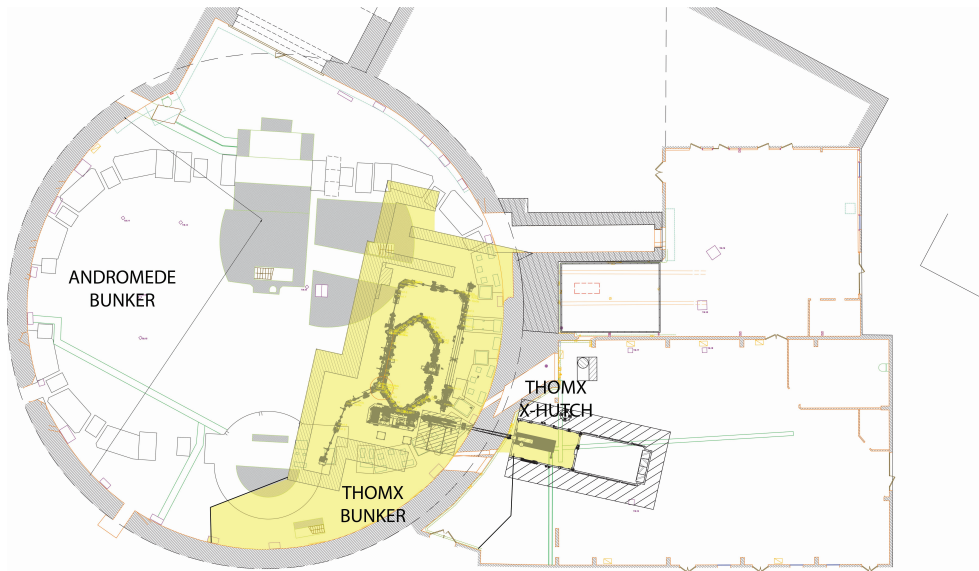 ANDROMEDE
BUNKER
THOMX
X-HUTCH
THOMX
BUNKER